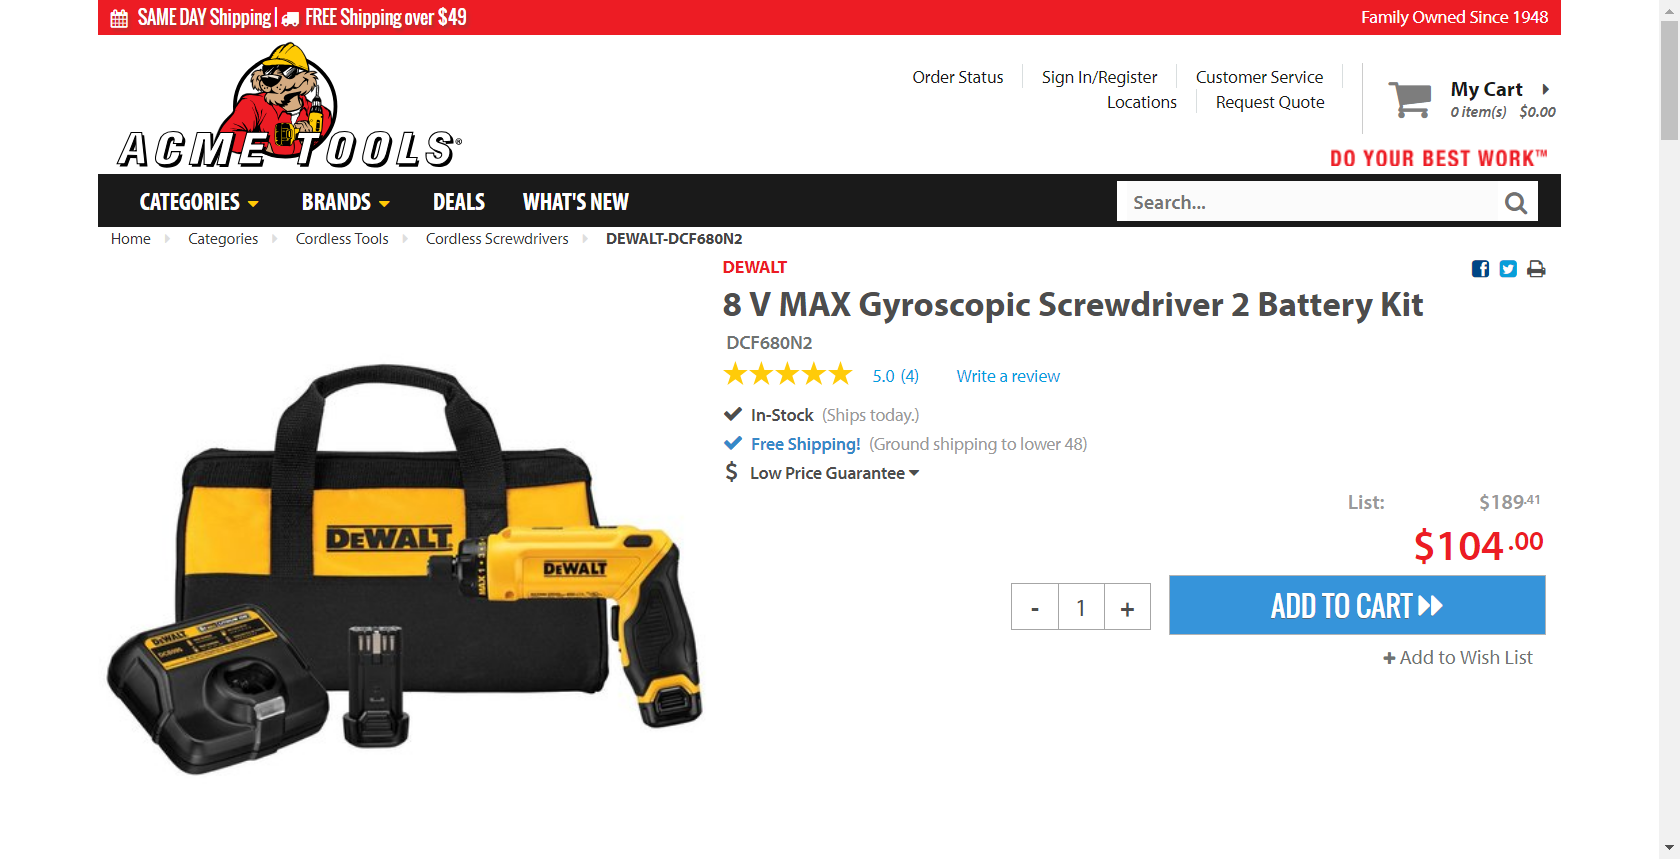 SAME DAY Shipping | FREE Shipping over $49
Family Owned Since 1948
Order Status
Sign In/Register
Customer Service
Locations
Request Quote
My Cart
0 item(s) $0.00
ACME TOOLS®
DO YOUR BEST WORK™
CATEGORIES
BRANDS
DEALS
WHAT'S NEW
Search...
Home
Categories
Cordless Tools
Cordless Screwdrivers
DEWALT-DCF680N2
DEWALT
8 V MAX Gyroscopic Screwdriver 2 Battery Kit
DCF680N2
5.0 (4)
Write a review
In-Stock (Ships today.)
Free Shipping! (Ground shipping to lower 48)
$ Low Price Guarantee
List: $189.41
$104.00
- 1 +
ADD TO CART
+ Add to Wish List
DEWALT
DEWALT
MAX 1
DEWALT